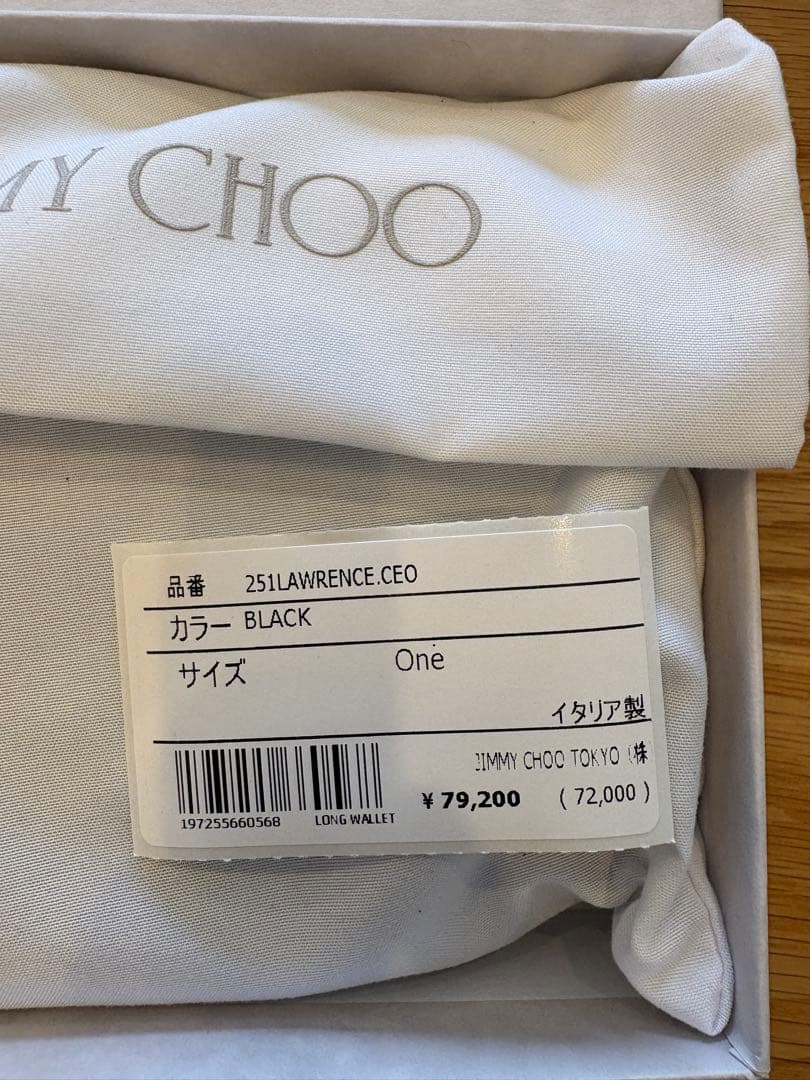 MY CHOO
品番 251LAWRENCE.CEO
カラー BLACK
サイズ One
イタリア製
JIMMY CHOO TOKYO (株
¥79,200 (72,000)
197255660568 LONG WALLET